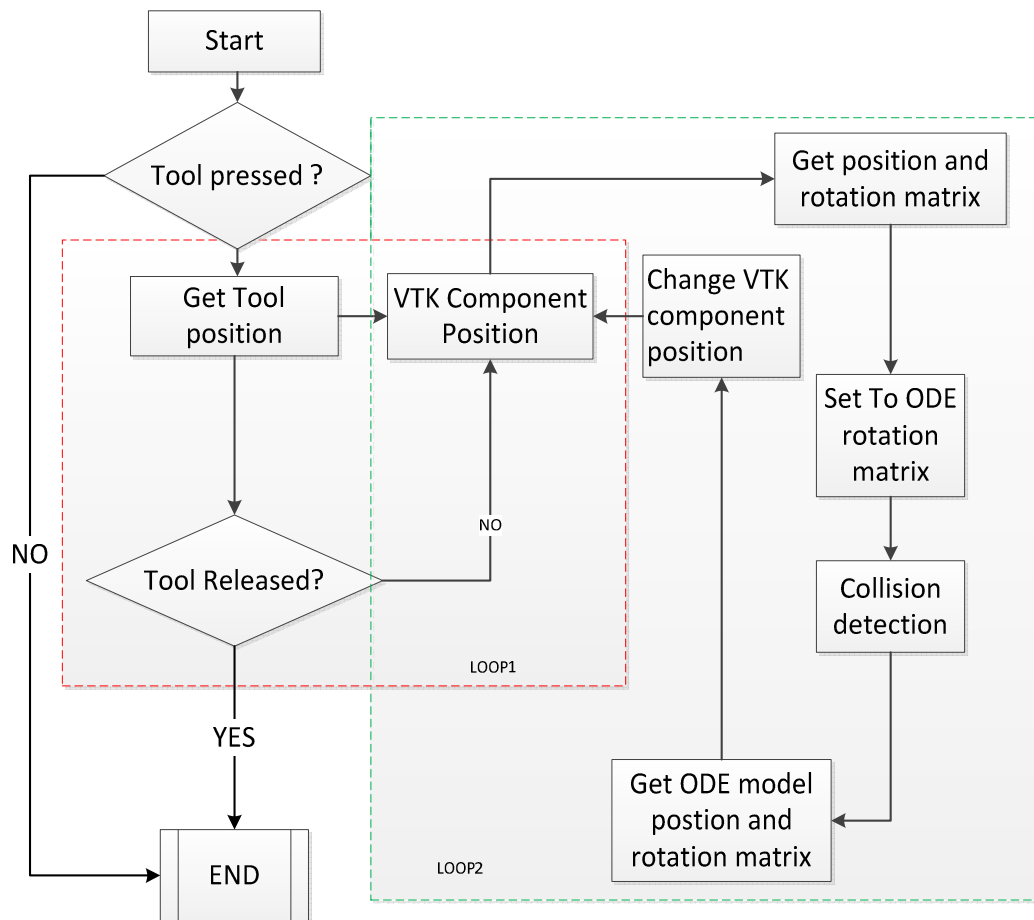 Start
Tool pressed ?
Get position and
rotation matrix
Get Tool
position
VTK Component
Position
Change VTK
component
position
Set To ODE
rotation
matrix
NO
NO
Tool Released?
Collision
detection
LOOP1
YES
Get ODE model
postion and
rotation matrix
LOOP2
END